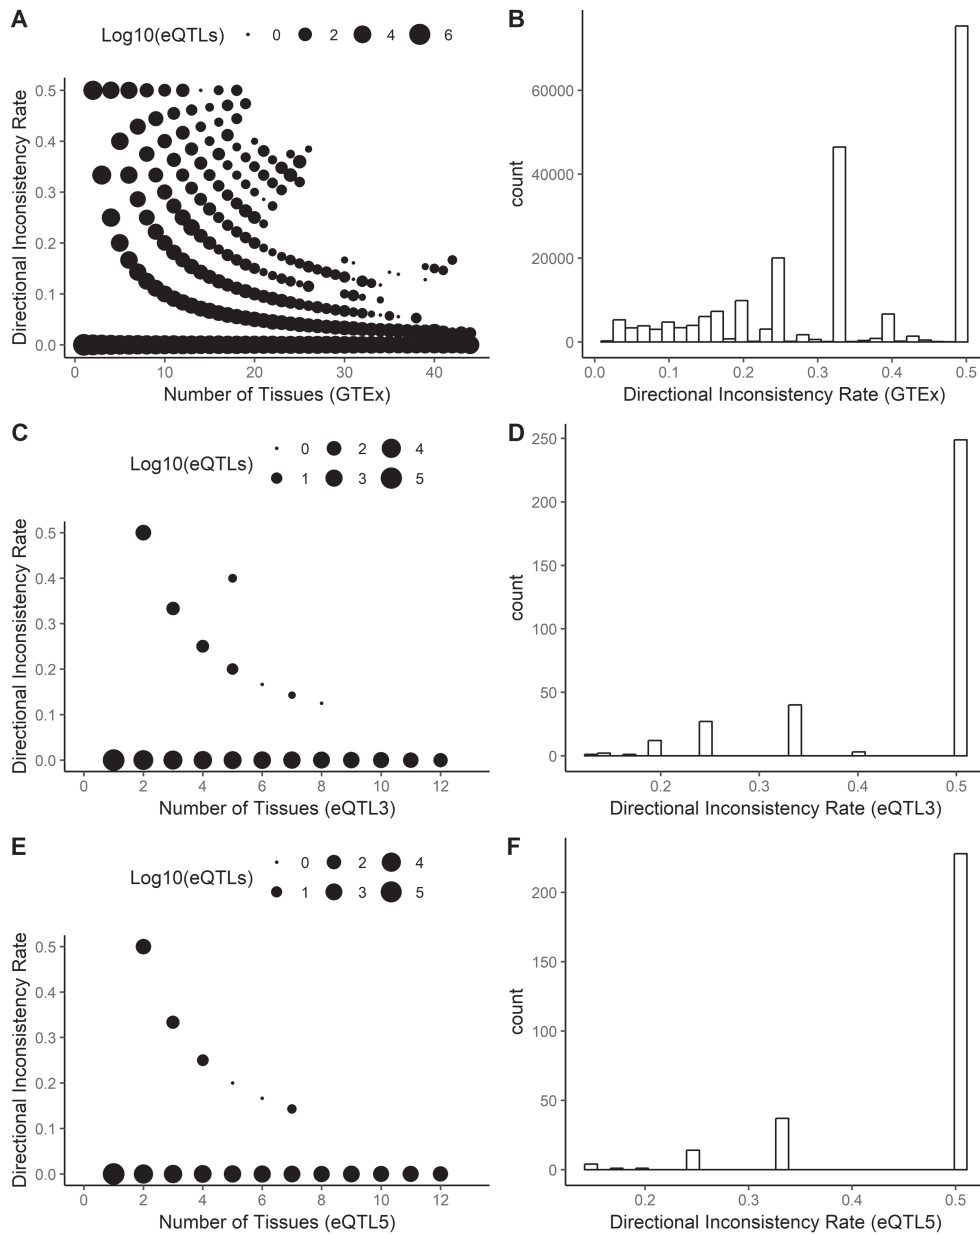 A
Log10(eQTLs) 0 2 4 6
Directional Inconsistency Rate
0.5
0.4
0.3
0.2
0.1
0.0
0 10 20 30 40
Number of Tissues (GTEx)
B
count
60000
40000
20000
0
0.0 0.1 0.2 0.3 0.4 0.5
Directional Inconsistency Rate (GTEx)
C
Log10(eQTLs)
0 2 4
1 3 5
Directional Inconsistency Rate
0.5
0.4
0.3
0.2
0.1
0.0
0 2 4 6 8 10 12
Number of Tissues (eQTL3)
D
count
250
200
150
100
50
0
0.2 0.3 0.4 0.5
Directional Inconsistency Rate (eQTL3)
E
Log10(eQTLs)
0 2 4
1 3 5
Directional Inconsistency Rate
0.5
0.4
0.3
0.2
0.1
0.0
0 2 4 6 8 10 12
Number of Tissues (eQTL5)
F
count
200
150
100
50
0
0.2 0.3 0.4 0.5
Directional Inconsistency Rate (eQTL5)